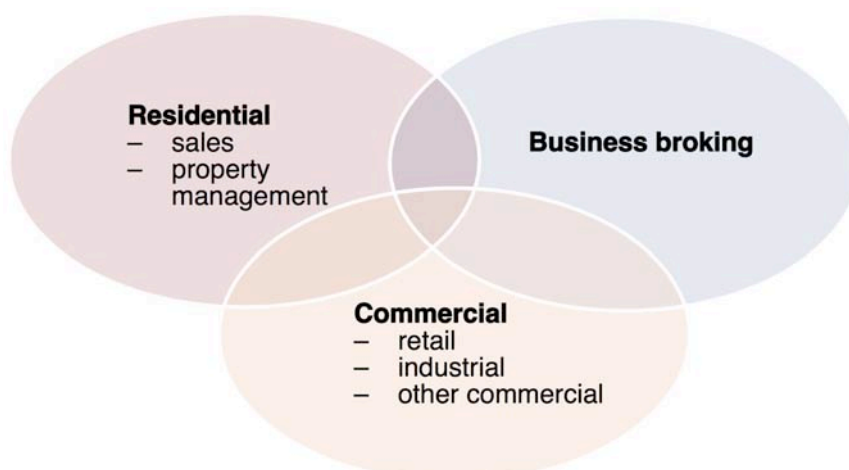 Residential
– sales
– property
management
Business broking
Commercial
– retail
– industrial
– other commercial